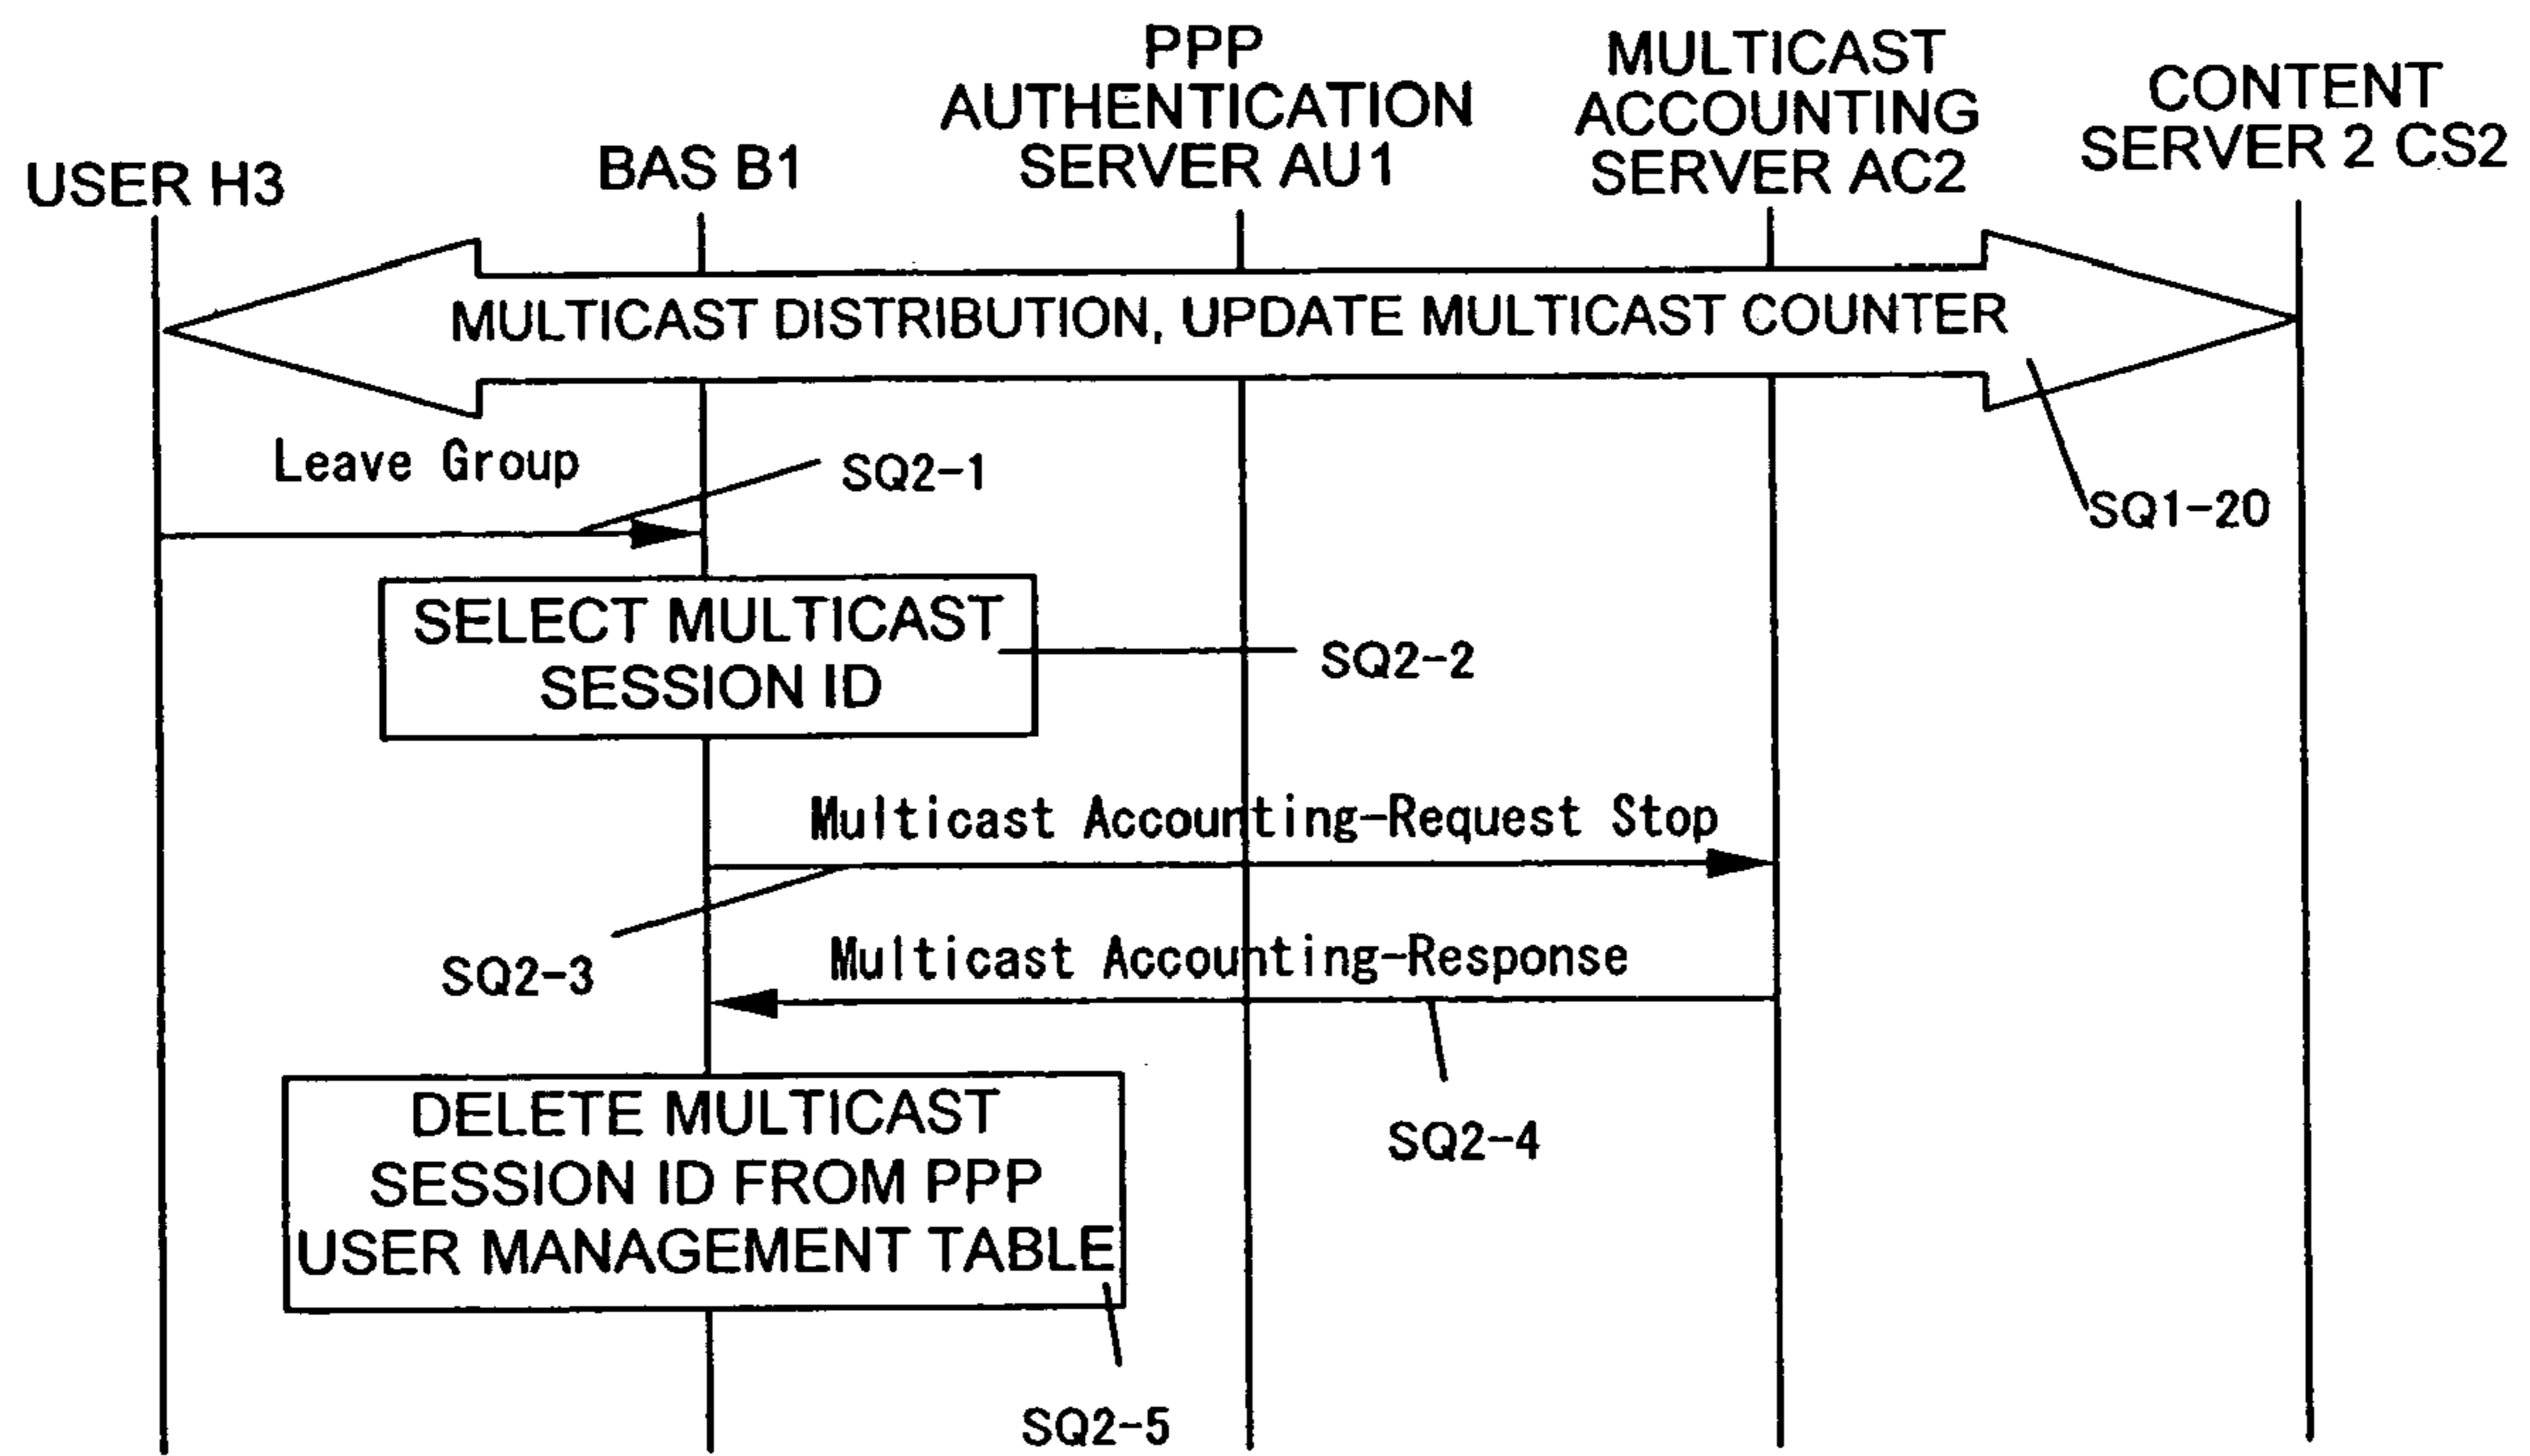 USER H3
BAS B1
PPP
AUTHENTICATION
SERVER AU1
MULTICAST
ACCOUNTING
SERVER AC2
CONTENT
SERVER 2 CS2
MULTICAST DISTRIBUTION, UPDATE MULTICAST COUNTER
SQ1-20
Leave Group
SQ2-1
SELECT MULTICAST
SESSION ID
SQ2-2
Multicast Accounting-Request Stop
SQ2-3
Multicast Accounting-Response
SQ2-4
DELETE MULTICAST
SESSION ID FROM PPP
USER MANAGEMENT TABLE
SQ2-5